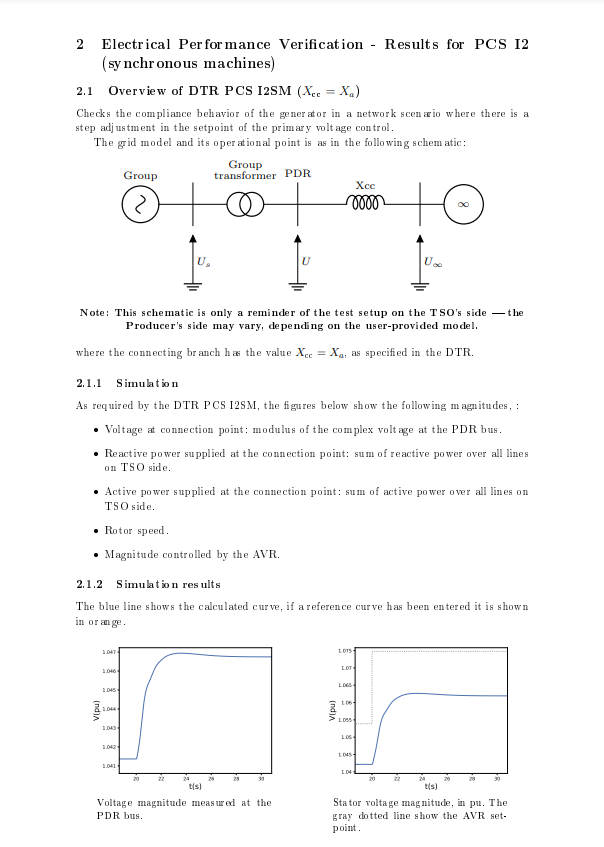 2 Electrical Performance Verification - Results for PCS I2
(synchronous machines)
2.1 Overview of DTR PCS I2SM (Xcc = Xa)
Checks the compliance behavior of the generator in a network scenario where there is a
step adjustment in the setpoint of the primary voltage control.
The grid model and its operational point is as in the following schematic:
Group
Group
transformer
PDR
Xcc
∞
Us
U
U∞
Note: This schematic is only a reminder of the test setup on the TSO's side — the
Producer's side may vary, depending on the user-provided model.
where the connecting branch has the value Xcc = Xa, as specified in the DTR.
2.1.1 Simulation
As required by the DTR PCS I2SM, the figures below show the following magnitudes, :
• Voltage at connection point: modulus of the complex voltage at the PDR bus.
• Reactive power supplied at the connection point: sum of reactive power over all lines
on TSO side.
• Active power supplied at the connection point: sum of active power over all lines on
TSO side.
• Rotor speed.
• Magnitude controlled by the AVR.
2.1.2 Simulation results
The blue line shows the calculated curve, if a reference curve has been entered it is shown
in orange.
1.047
1.046
1.045
1.044
1.043
1.042
1.041
V(pu)
20 22 24 26 28 30
t(s)
Voltage magnitude measured at the
PDR bus.
1.075
1.07
1.065
1.06
1.055
1.05
1.045
1.04
V(pu)
20 22 24 26 28 30
t(s)
Stator voltage magnitude, in pu. The
gray dotted line show the AVR set-
point.